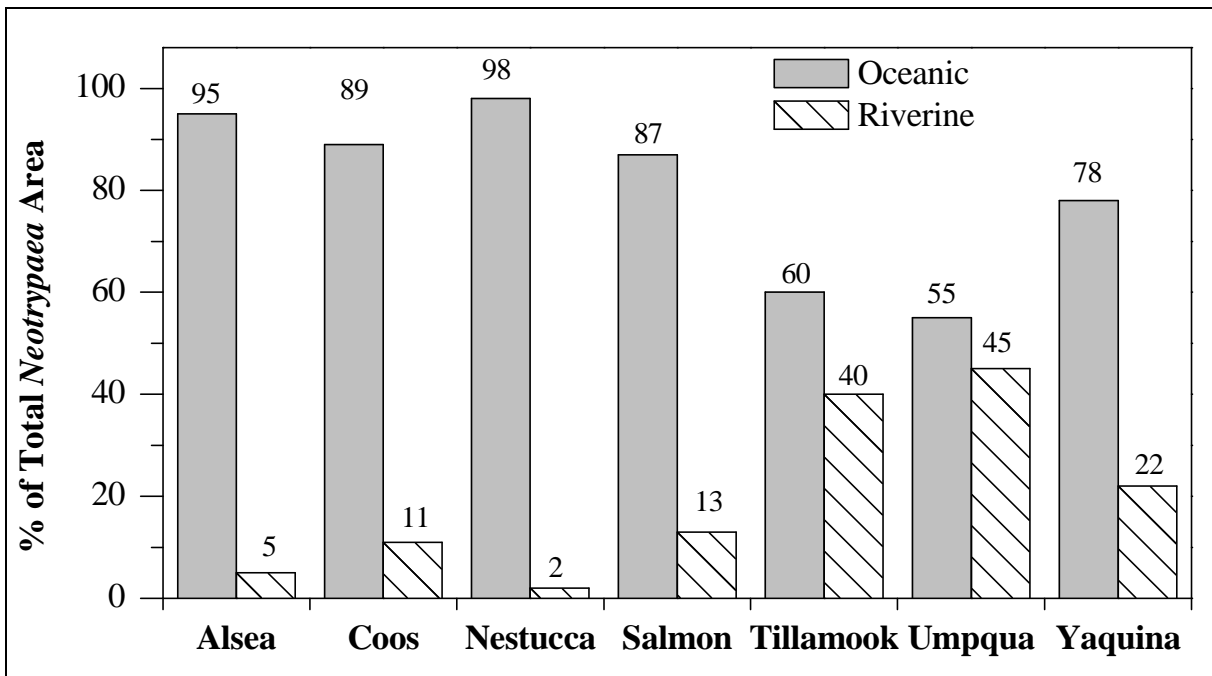 % of Total Neotrypaea Area
100
80
60
40
20
0
Oceanic
Riverine
95
5
89
11
98
2
87
13
60
40
55
45
78
22
Alsea
Coos
Nestucca
Salmon
Tillamook
Umpqua
Yaquina